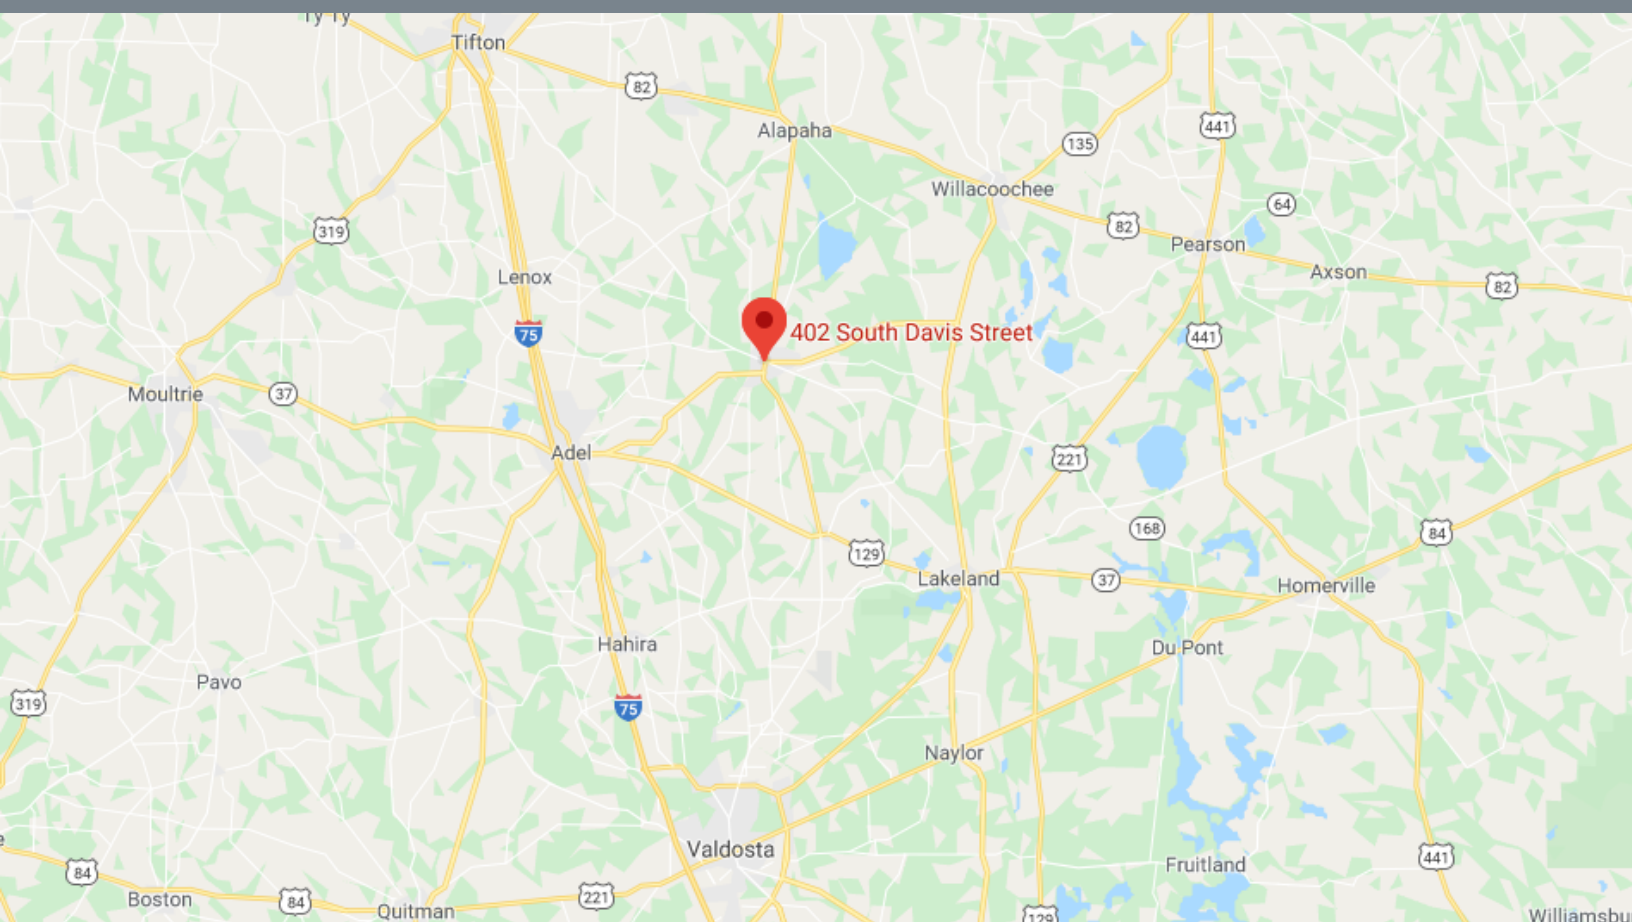 Ty Ty
Tifton
82
Alapaha
441
135
Willacoochee
64
319
82
Pearson
Axson
Lenox
82
75
402 South Davis Street
441
Moultrie
37
Adel
221
168
84
129
Lakeland
37
Homerville
Hahira
Du Pont
Pavo
319
75
Naylor
Valdosta
441
Fruitland
84
Boston
84
221
Quitman
129
Williamsbu